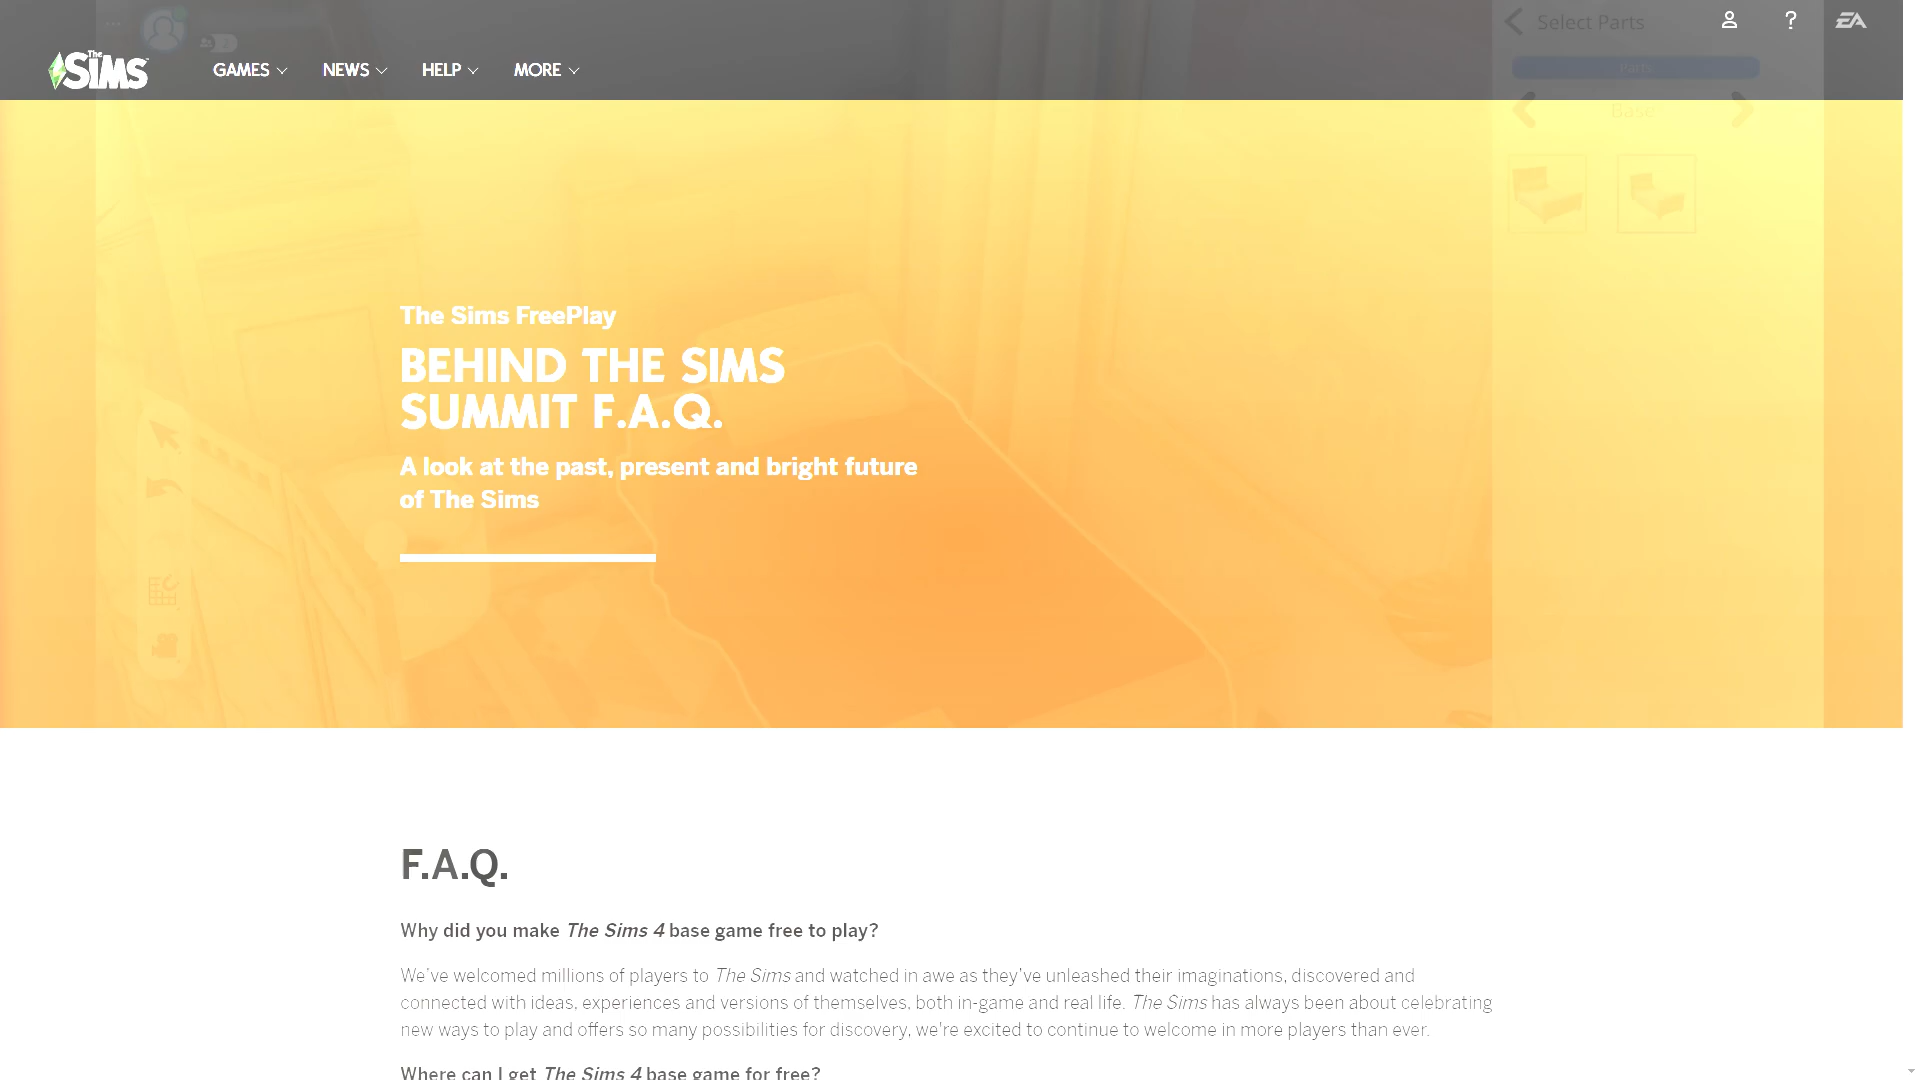 Select Parts
The SiMS
GAMES
NEWS
HELP
MORE
EA
Parts
Base
The Sims FreePlay
BEHIND THE SIMS
SUMMIT F.A.Q.
A look at the past, present and bright future
of The Sims
F.A.Q.
Why did you make The Sims 4 base game free to play?
We've welcomed millions of players to The Sims and watched in awe as they've unleashed their imaginations, discovered and
connected with ideas, experiences and versions of themselves, both in-game and real life. The Sims has always been about celebrating
new ways to play and offers so many possibilities for discovery, we're excited to continue to welcome in more players than ever.
Where can I get The Sims 4 base game for free?